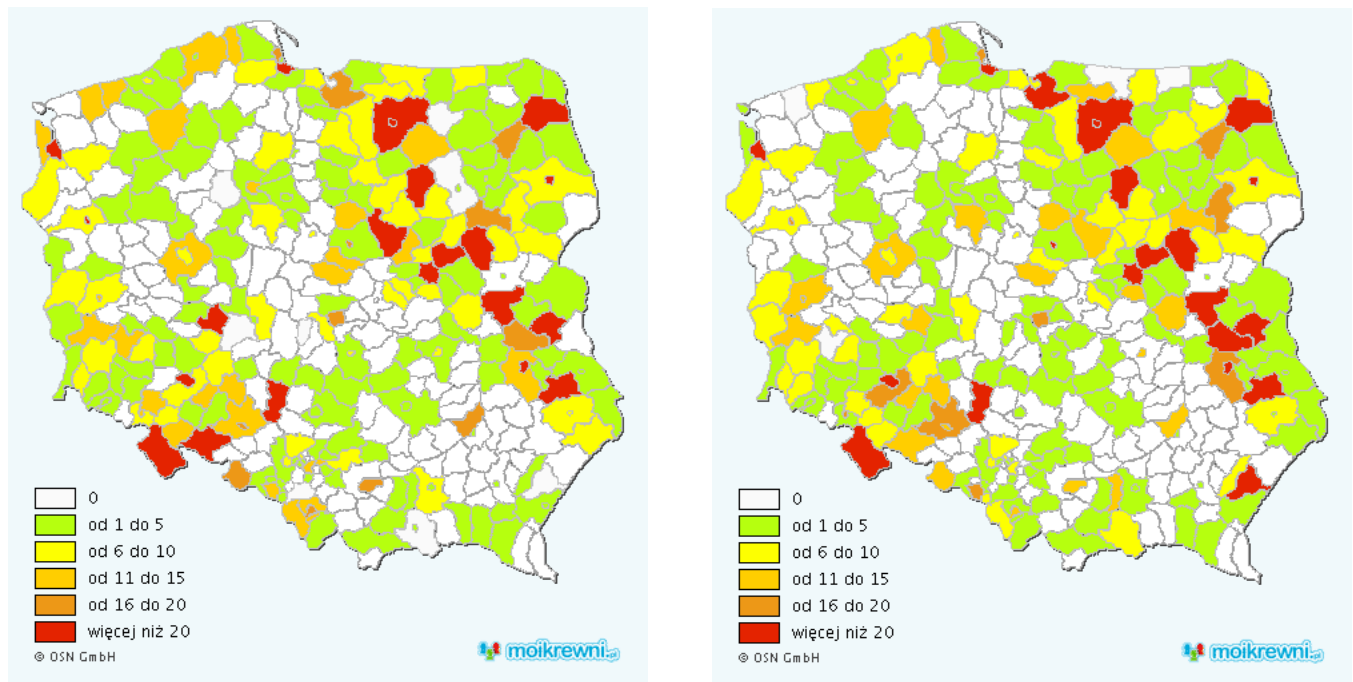 0
od 1 do 5
od 6 do 10
od 11 do 15
od 16 do 20
więcej niż 20
© OSN GmbH
moikrewni.pl
0
od 1 do 5
od 6 do 10
od 11 do 15
od 16 do 20
więcej niż 20
© OSN GmbH
moikrewni.pl